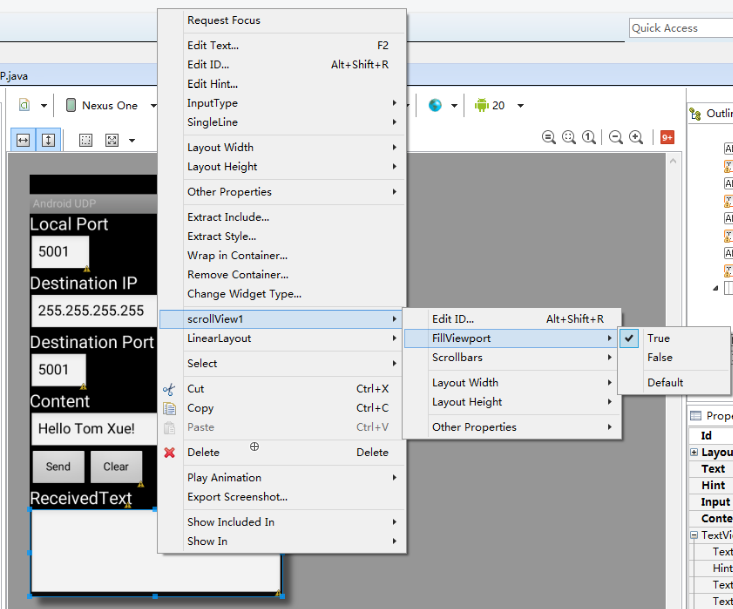 Request Focus
Quick Access
Edit Text... F2
Edit ID... Alt+Shift+R
P.java
Edit Hint...
Nexus One
InputType
20
SingleLine
9+
Layout Width
Layout Height
Other Properties
Android UDP
Extract Include...
Local Port
Extract Style...
5001
Wrap in Container...
Remove Container...
Destination IP
Change Widget Type...
255.255.255.255
scrollView1
Edit ID... Alt+Shift+R
LinearLayout
FillViewport
True
Destination Port
Scrollbars
False
Select
5001
Layout Width
Default
Cut Ctrl+X
Content
Layout Height
Copy Ctrl+C
Hello Tom Xue!
Paste Ctrl+V
Other Properties
Id
Delete Delete
Send
Clear
Text
Play Animation
Hint
ReceivedText
Export Screenshot...
Input
Show Included In
Show In
Text
Hint
Text
Text